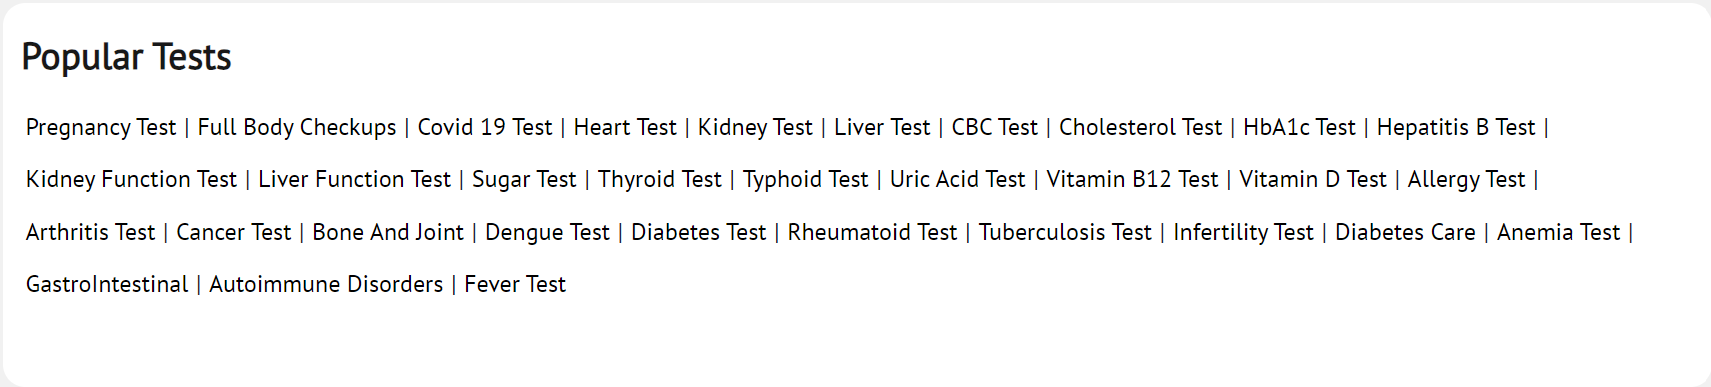 Popular Tests
Pregnancy Test | Full Body Checkups | Covid 19 Test | Heart Test | Kidney Test | Liver Test | CBC Test | Cholesterol Test | HbA1c Test | Hepatitis B Test |
Kidney Function Test | Liver Function Test | Sugar Test | Thyroid Test | Typhoid Test | Uric Acid Test | Vitamin B12 Test | Vitamin D Test | Allergy Test |
Arthritis Test | Cancer Test | Bone And Joint | Dengue Test | Diabetes Test | Rheumatoid Test | Tuberculosis Test | Infertility Test | Diabetes Care | Anemia Test |
GastroIntestinal | Autoimmune Disorders | Fever Test